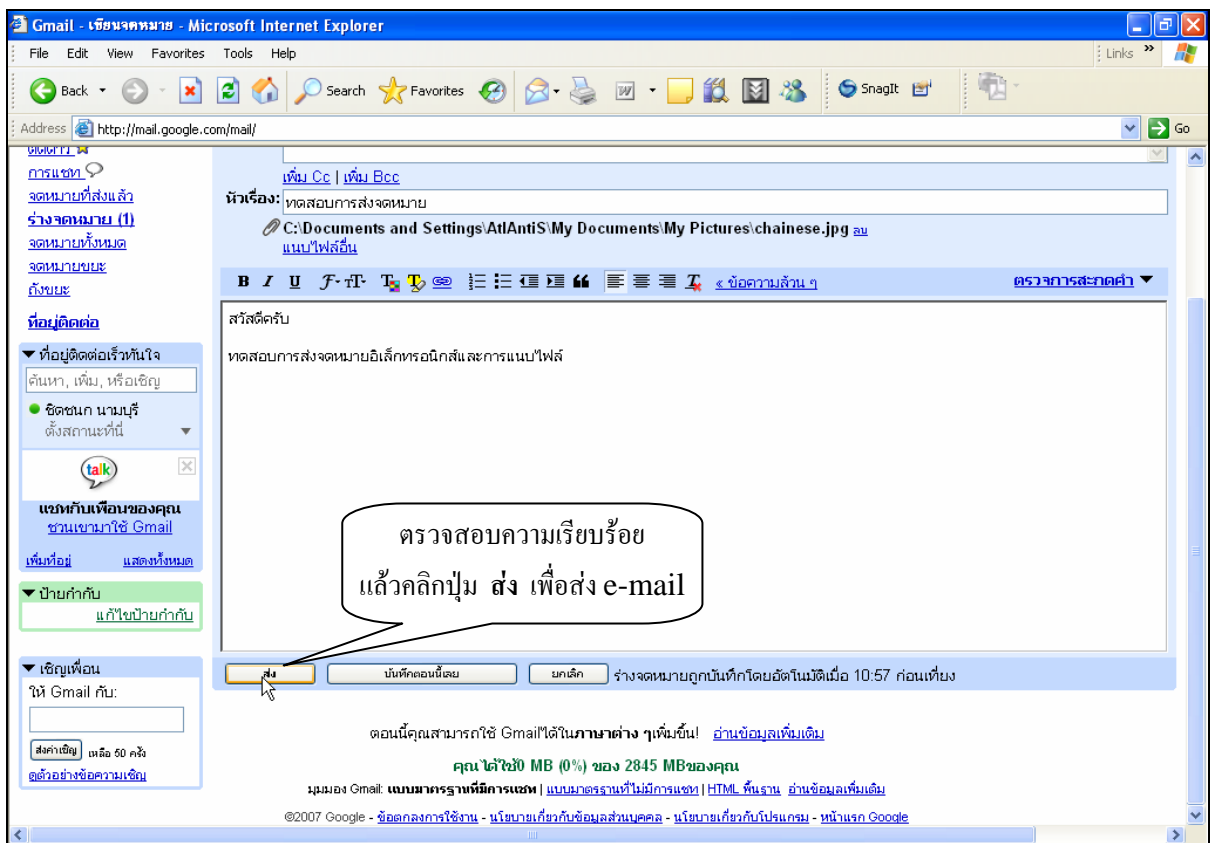 Gmail - เขียนจดหมาย - Microsoft Internet Explorer
File Edit View Favorites Tools Help Links »
Back Search Favorites SnagIt
Address http://mail.google.com/mail/ Go
ติดดาว
การแชท
จดหมายที่ส่งแล้ว
ร่างจดหมาย (1)
จดหมายทั้งหมด
จดหมายขยะ
ถังขยะ
ที่อยู่ติดต่อ
ที่อยู่ติดต่อเร็วทันใจ
ค้นหา, เพิ่ม, หรือเชิญ
ชิดชนก นามบุรี
ตั้งสถานะที่นี่
talk
แชทกับเพื่อนของคุณ
ชวนเขามาใช้ Gmail
เพิ่มที่อยู่ แสดงทั้งหมด
ป้ายกำกับ
แก้ไขป้ายกำกับ
เชิญเพื่อน
ให้ Gmail กับ:
ส่งคำเชิญ เหลือ 50 ครั้ง
ดูตัวอย่างข้อความเชิญ
เพิ่ม Cc | เพิ่ม Bcc
หัวเรื่อง: ทดสอบการส่งจดหมาย
C:\Documents and Settings\AtlAntiS\My Documents\My Pictures\chainese.jpg ลบ
แนบไฟล์อื่น
B I U « ข้อความล้วน ๆ ตรวจการสะกดคำ
สวัสดีครับ
ทดสอบการส่งจดหมายอิเล็กทรอนิกส์และการแนบไฟล์
ตรวจสอบความเรียบร้อย
แล้วคลิกปุ่ม ส่ง เพื่อส่ง e-mail
ส่ง บันทึกตอนนี้เลย ยกเลิก ร่างจดหมายถูกบันทึกโดยอัตโนมัติเมื่อ 10:57 ก่อนเที่ยง
ตอนนี้คุณสามารถใช้ Gmailได้ในภาษาต่าง ๆเพิ่มขึ้น! อ่านข้อมูลเพิ่มเติม
คุณได้ใช้0 MB (0%) ของ 2845 MBของคุณ
มุมมอง Gmail: แบบมาตรฐานที่มีการแชท | แบบมาตรฐานที่ไม่มีการแชท | HTML พื้นฐาน อ่านข้อมูลเพิ่มเติม
©2007 Google - ข้อตกลงการใช้งาน - นโยบายเกี่ยวกับข้อมูลส่วนบุคคล - นโยบายเกี่ยวกับโปรแกรม - หน้าแรก Google